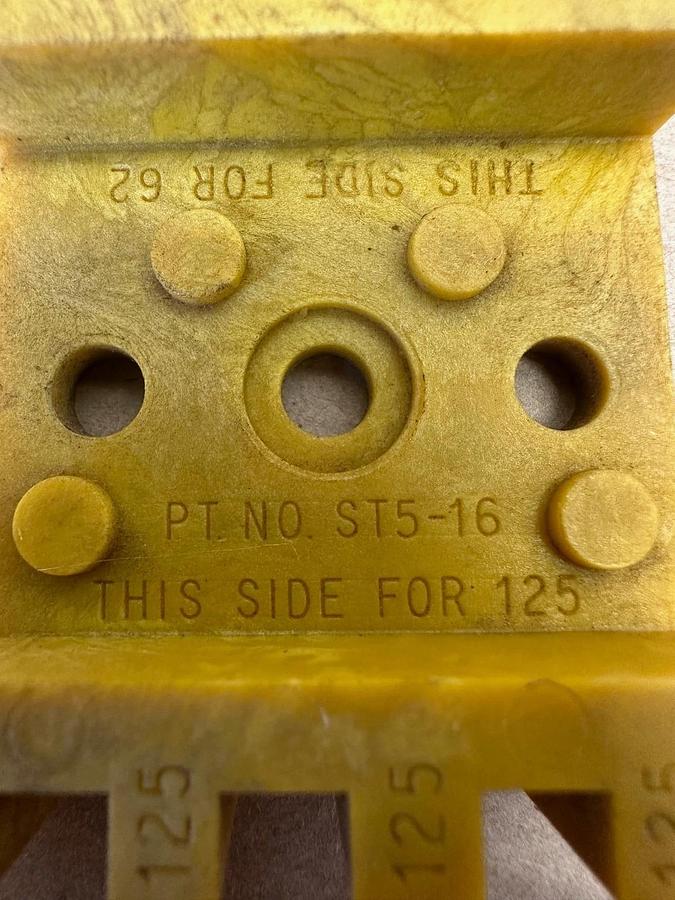 THIS SIDE FOR 62
PT. NO. ST5-16
THIS SIDE FOR 125
125
125
125